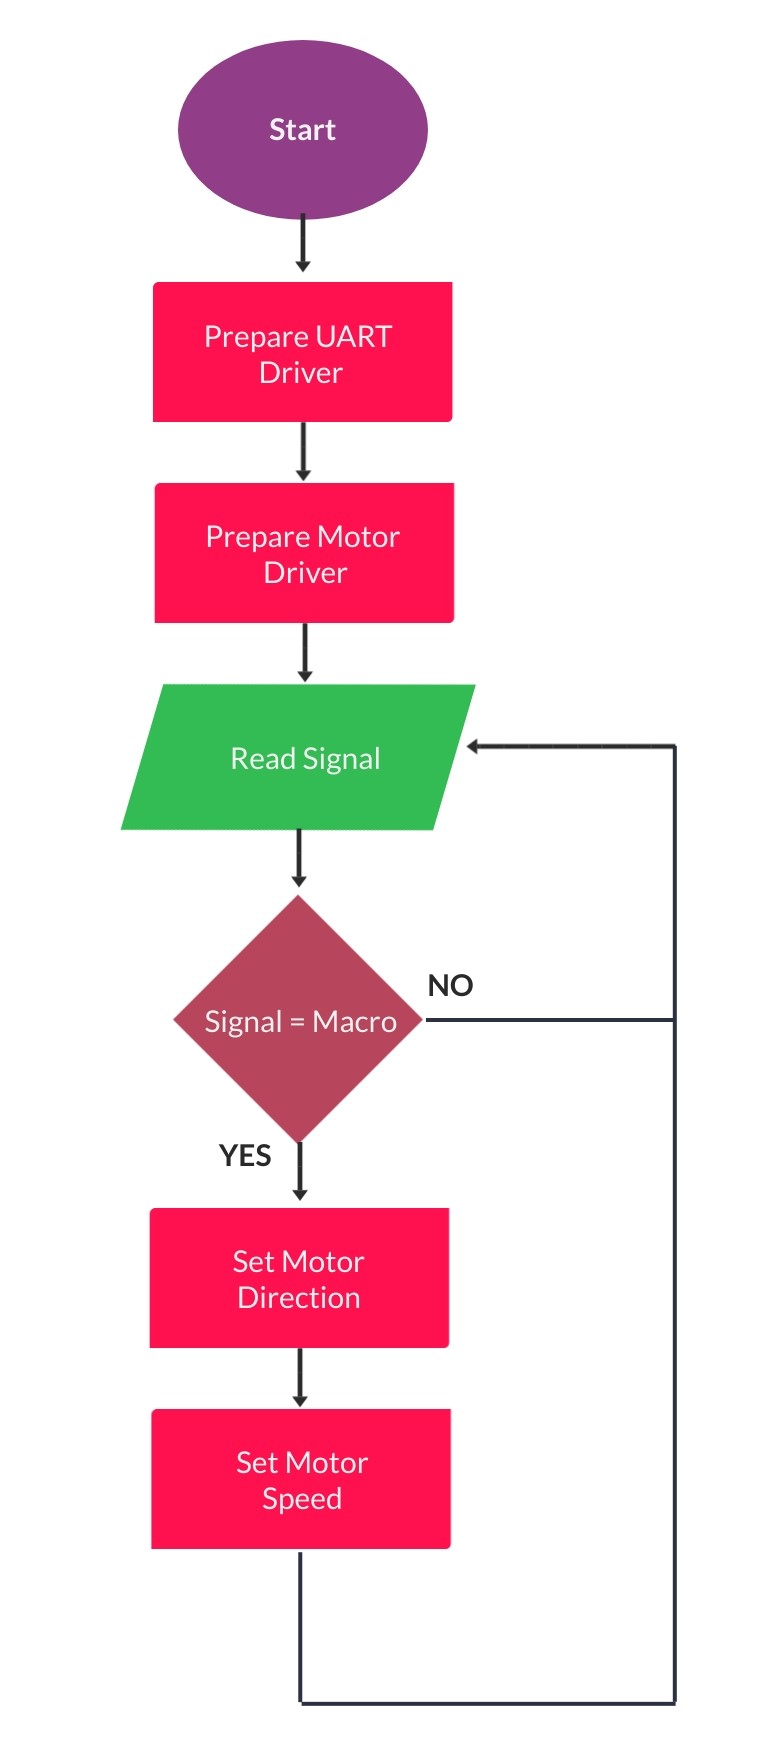 Start
Prepare UART
Driver
Prepare Motor
Driver
Read Signal
NO
Signal = Macro
YES
Set Motor
Direction
Set Motor
Speed